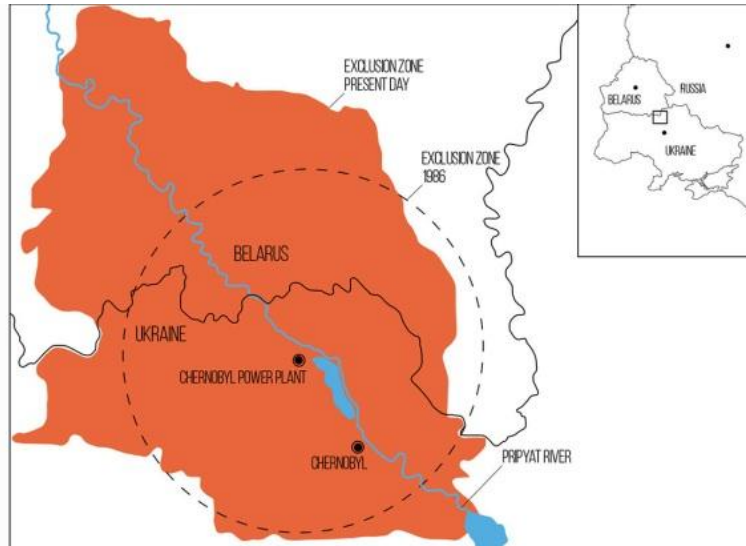 EXCLUSION ZONE
PRESENT DAY
EXCLUSION ZONE
1986
BELARUS
UKRAINE
CHERNOBYL POWER PLANT
CHERNOBYL
PRIPYAT RIVER
BELARUS
RUSSIA
UKRAINE